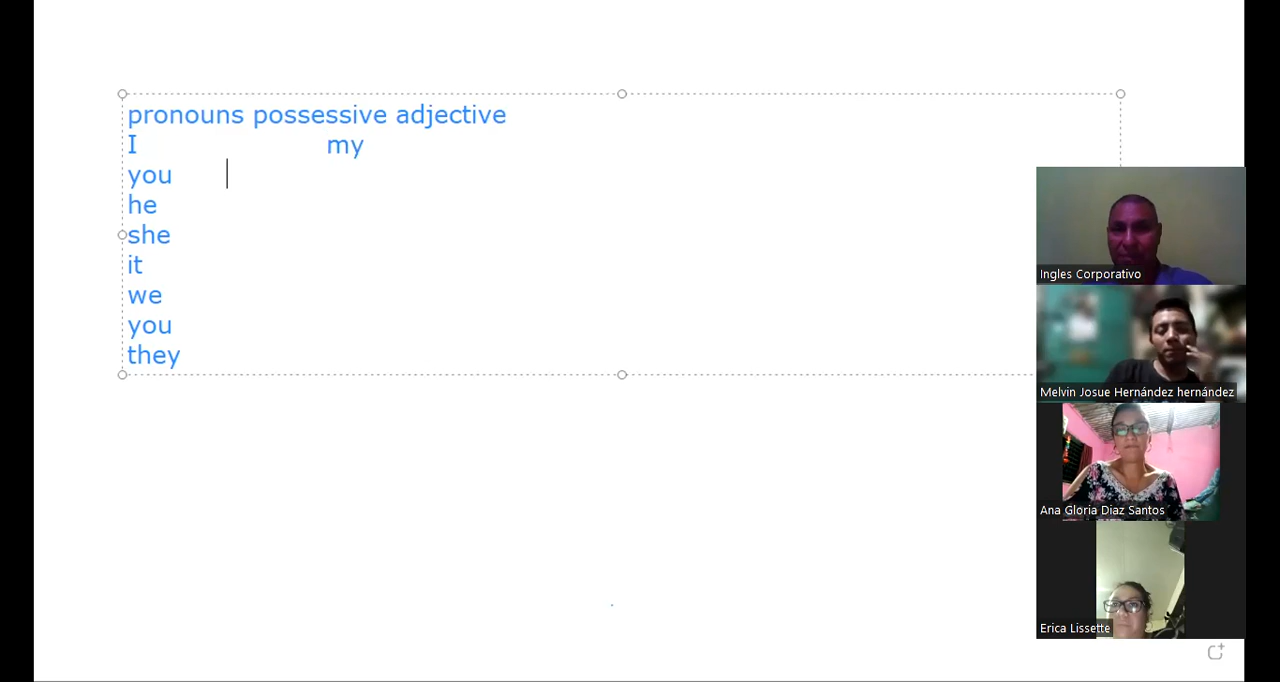 pronouns possessive adjective
I my
you
he
she
it
we
you
they
Ingles Corporativo
Melvin Josue Hernández hernández
Ana Gloria Diaz Santos
Erica Lissette